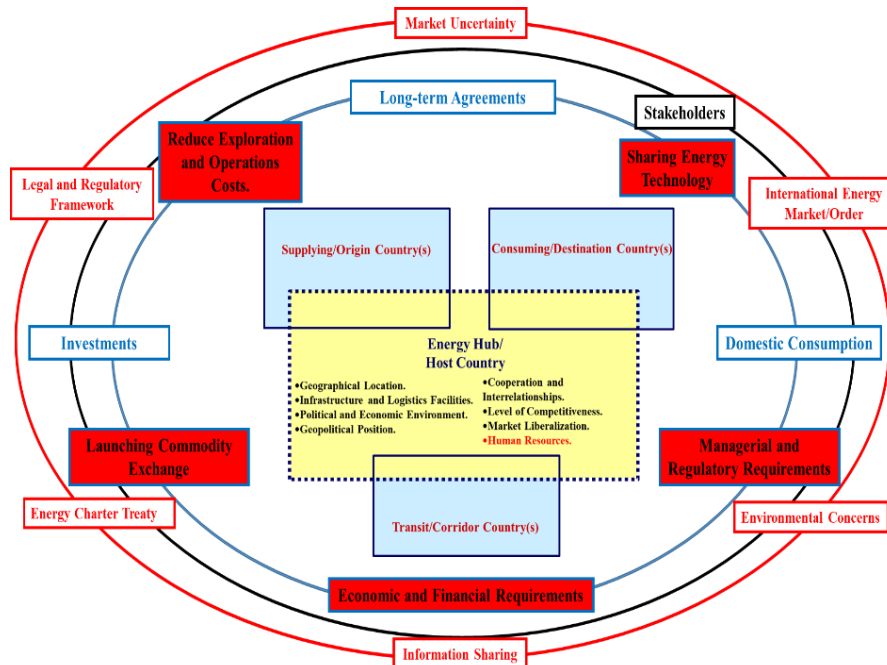 Market Uncertainty
Long-term Agreements
Stakeholders
Reduce Exploration
and Operations
Costs.
Sharing Energy
Technology
Legal and Regulatory
Framework
International Energy
Market/Order
Supplying/Origin Country(s)
Consuming/Destination Country(s)
Investments
Domestic Consumption
Energy Hub/
Host Country
•Geographical Location.
•Infrastructure and Logistics Facilities.
•Political and Economic Environment.
•Geopolitical Position.
•Cooperation and
Interrelationships.
•Level of Competitiveness.
•Market Liberalization.
•Human Resources.
Launching Commodity
Exchange
Managerial and
Regulatory Requirements
Energy Charter Treaty
Environmental Concerns
Transit/Corridor Country(s)
Economic and Financial Requirements
Information Sharing